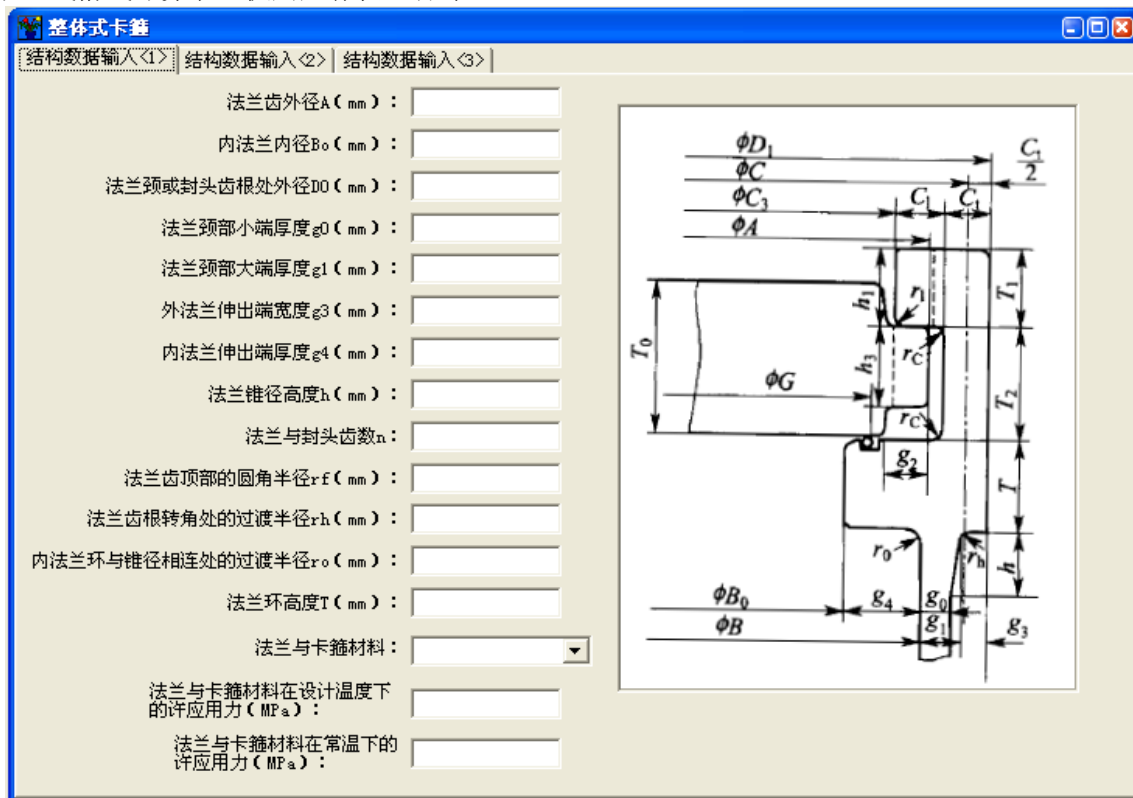 整体式卡箍
结构数据输入<1> 结构数据输入<2> 结构数据输入<3>
法兰齿外径A(mm):
内法兰内径Bo(mm):
法兰颈或封头齿根处外径D0(mm):
法兰颈部小端厚度g0(mm):
法兰颈部大端厚度g1(mm):
外法兰伸出端宽度g3(mm):
内法兰伸出端厚度g4(mm):
法兰锥径高度h(mm):
法兰与封头齿数n:
法兰齿顶部的圆角半径rf(mm):
法兰齿根转角处的过渡半径rh(mm):
内法兰环与锥径相连处的过渡半径ro(mm):
法兰环高度T(mm):
法兰与卡箍材料:
法兰与卡箍材料在设计温度下
的许应用力(MPa):
法兰与卡箍材料在常温下的
许应用力(MPa):
ϕD₁
C₁/2
ϕC
ϕC₃ C₁ C₁
ϕA
h₁ r₁ T₁
T₀ h₃ rC
ϕG T₂
rC
g₂
T
r₀ rh h
ϕB₀ g₄ g₀
ϕB g₁ g₃